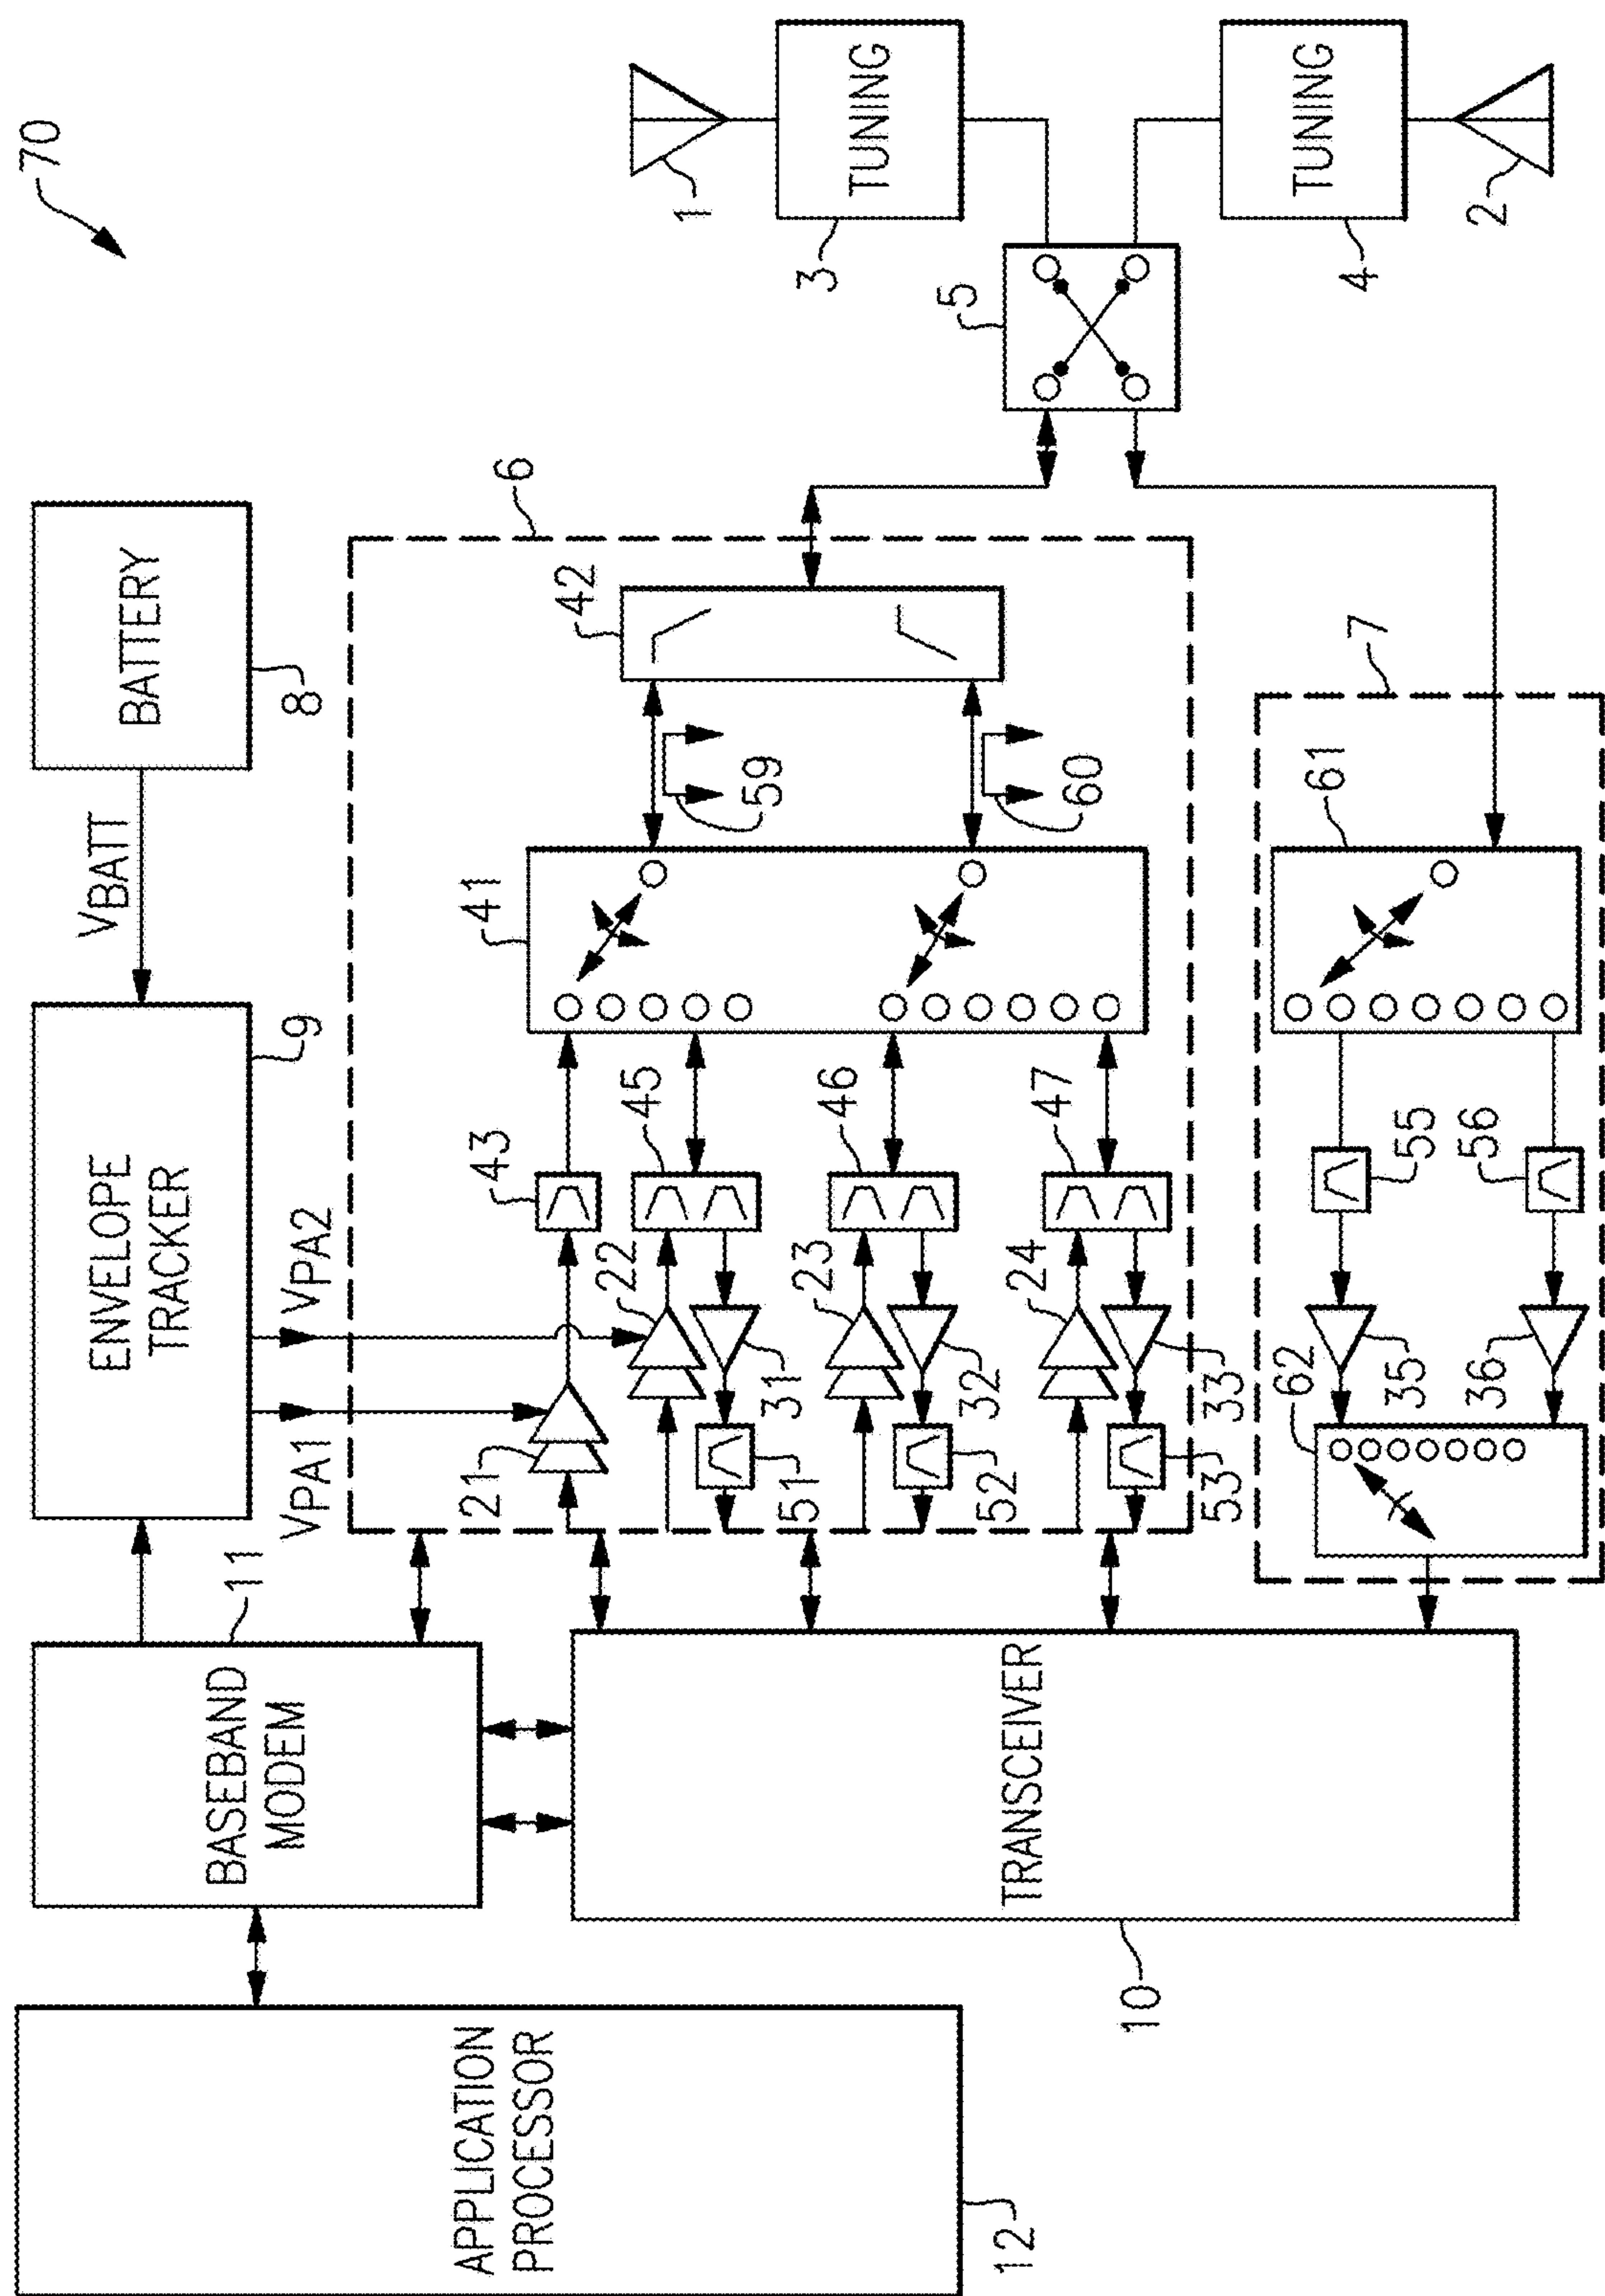 70
APPLICATION
PROCESSOR
12
BASEBAND
MODEM
11
ENVELOPE
TRACKER
9
VBATT
BATTERY
8
VPA1
VPA2
TRANSCEIVER
10
6
21
43
22
45
31
51
23
46
32
52
24
47
33
53
41
59
60
42
7
62
35
36
55
56
61
5
1
TUNING
3
TUNING
4
2